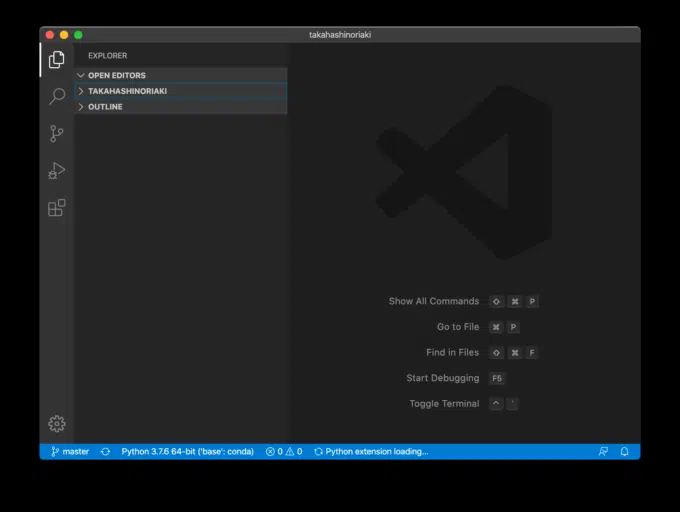 takahashinoriaki
EXPLORER
OPEN EDITORS
TAKAHASHINORIAKI
OUTLINE
Show All Commands ⇧ ⌘ P
Go to File ⌘ P
Find in Files ⇧ ⌘ F
Start Debugging F5
Toggle Terminal ^ `
master Python 3.7.6 64-bit ('base': conda) 0 0 Python extension loading...